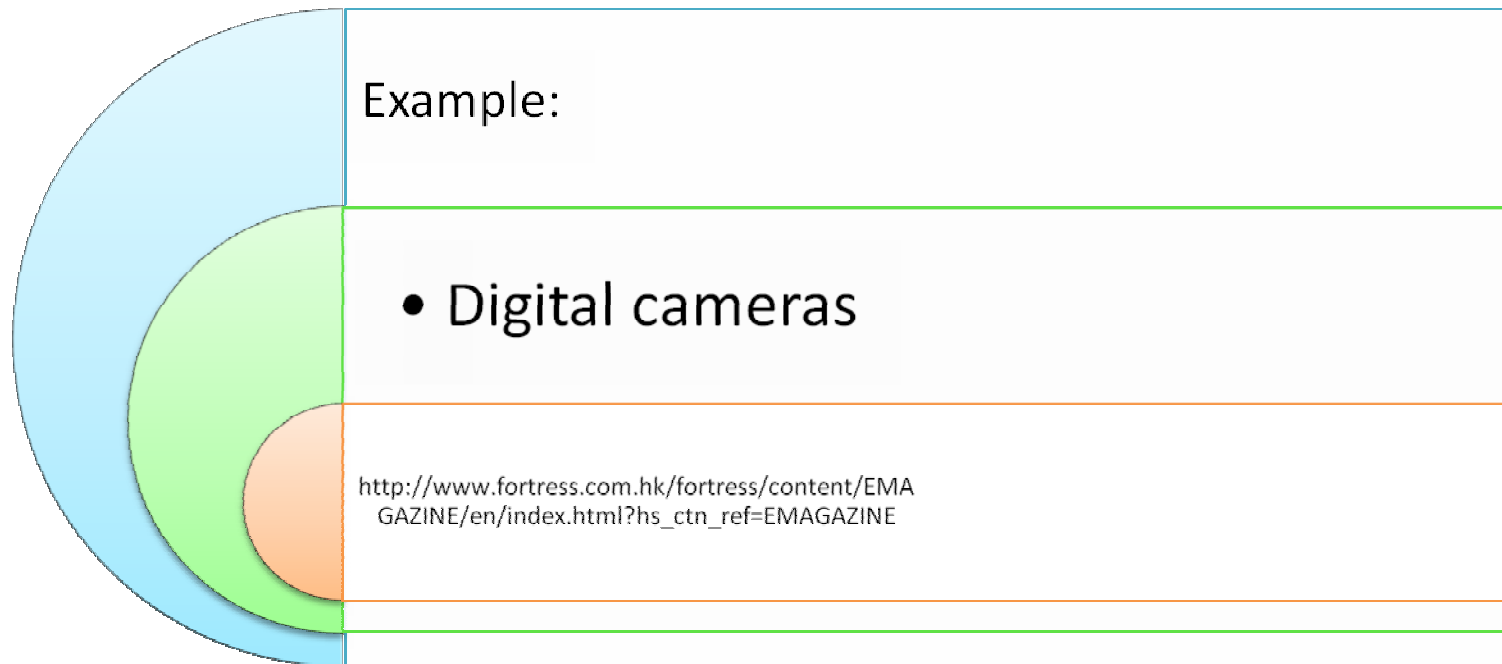 Example:
• Digital cameras
http://www.fortress.com.hk/fortress/content/EMA
GAZINE/en/index.html?hs_ctn_ref=EMAGAZINE